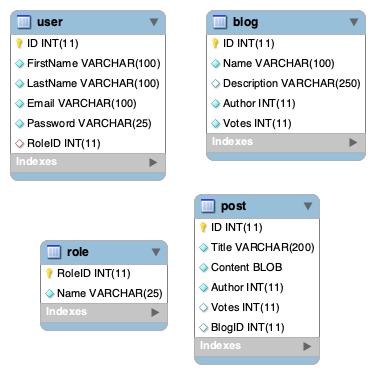 user
ID INT(11)
FirstName VARCHAR(100)
LastName VARCHAR(100)
Email VARCHAR(100)
Password VARCHAR(25)
RoleID INT(11)
Indexes
blog
ID INT(11)
Name VARCHAR(100)
Description VARCHAR(250)
Author INT(11)
Votes INT(11)
Indexes
role
RoleID INT(11)
Name VARCHAR(25)
Indexes
post
ID INT(11)
Title VARCHAR(200)
Content BLOB
Author INT(11)
Votes INT(11)
BlogID INT(11)
Indexes